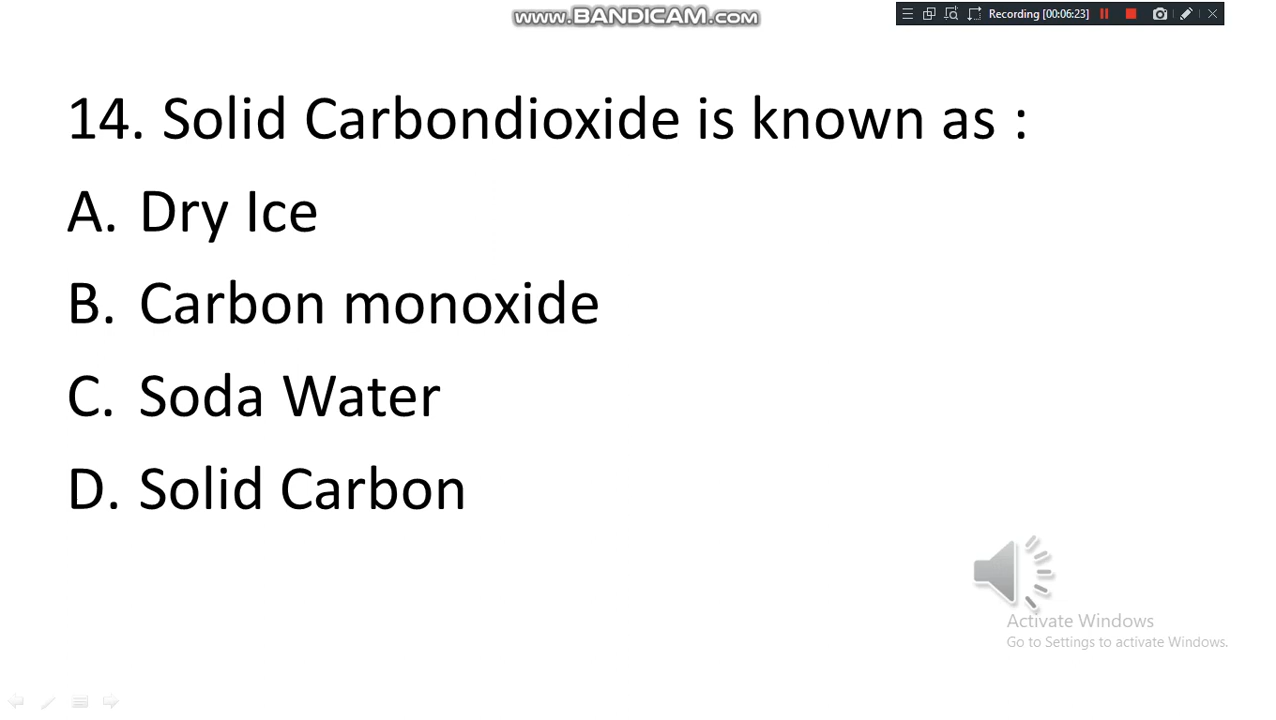 www.BANDICAM.com
Recording [00:06:23]
14. Solid Carbondioxide is known as :
A. Dry Ice
B. Carbon monoxide
C. Soda Water
D. Solid Carbon
Activate Windows
Go to Settings to activate Windows.